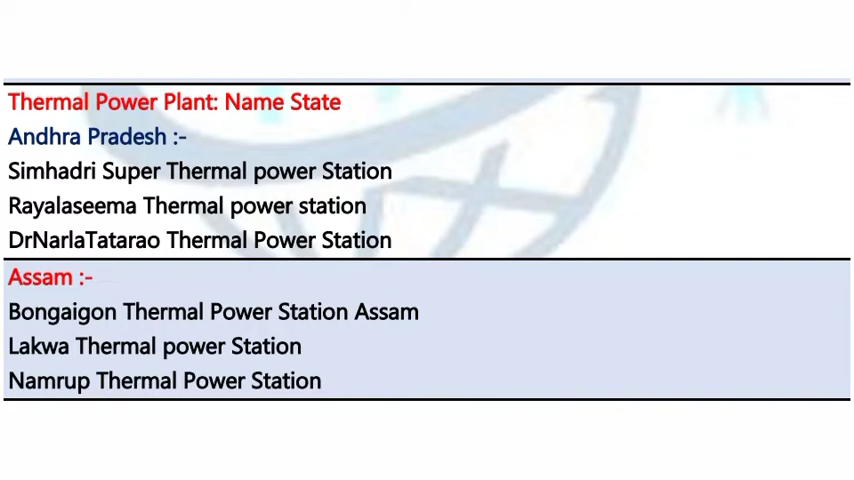 Thermal Power Plant: Name State
Andhra Pradesh :-
Simhadri Super Thermal power Station
Rayalaseema Thermal power station
DrNarlaTatarao Thermal Power Station
Assam :-
Bongaigon Thermal Power Station Assam
Lakwa Thermal power Station
Namrup Thermal Power Station